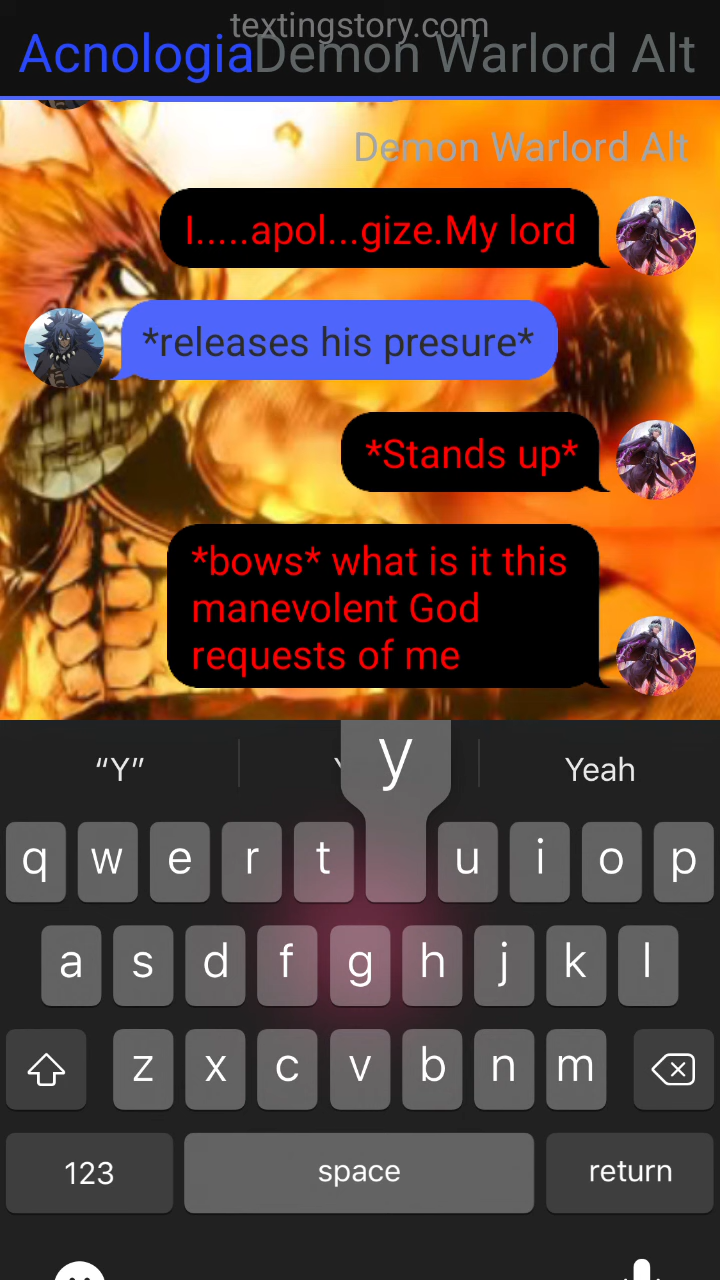 textingstory.com
Acnologia Demon Warlord Alt
Demon Warlord Alt
I.....apol...gize.My lord
*releases his presure*
*Stands up*
*bows* what is it this
manevolent God
requests of me
“Y” Yeah
y
q w e r t u i o p
a s d f g h j k l
z x c v b n m
123 space return